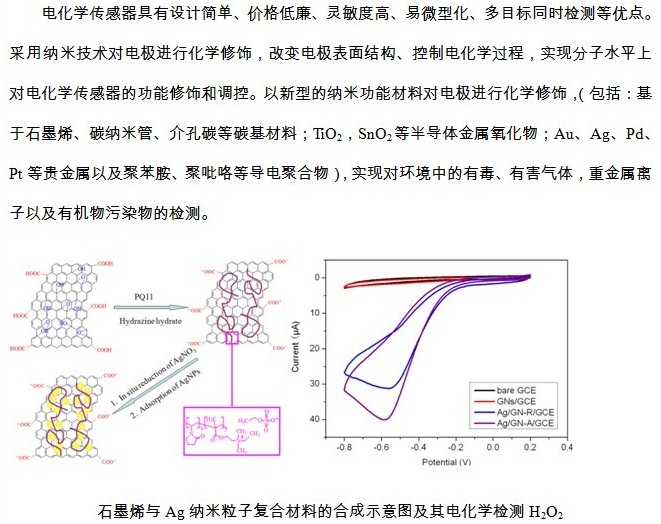 电化学传感器具有设计简单、价格低廉、灵敏度高、易微型化、多目标同时检测等优点。
采用纳米技术对电极进行化学修饰，改变电极表面结构、控制电化学过程，实现分子水平上
对电化学传感器的功能修饰和调控。以新型的纳米功能材料对电极进行化学修饰，（包括：基
于石墨烯、碳纳米管、介孔碳等碳基材料；TiO2，SnO2 等半导体金属氧化物；Au、Ag、Pd、
Pt 等贵金属以及聚苯胺、聚吡咯等导电聚合物），实现对环境中的有毒、有害气体，重金属离
子以及有机物污染物的检测。
COOH
HOOC
OH
O
OH
HOOC
COOH
HOOC
COOH
PQ11
Hydrazine hydrate
COO⁻
⁻OOC
COO⁻
⁻OOC
COO⁻
1. In situ reduction of AgNO3
2. Adsorption of AgNPs
COO⁻
⁻OOC
COO⁻
⁻OOC
COO⁻
Current (μA)
0
10
20
30
40
bare GCE
GNs/GCE
Ag/GN-R/GCE
Ag/GN-A/GCE
-0.8 -0.6 -0.4 -0.2 0.0 0.2 0.4
Potential (V)
石墨烯与 Ag 纳米粒子复合材料的合成示意图及其电化学检测 H2O2